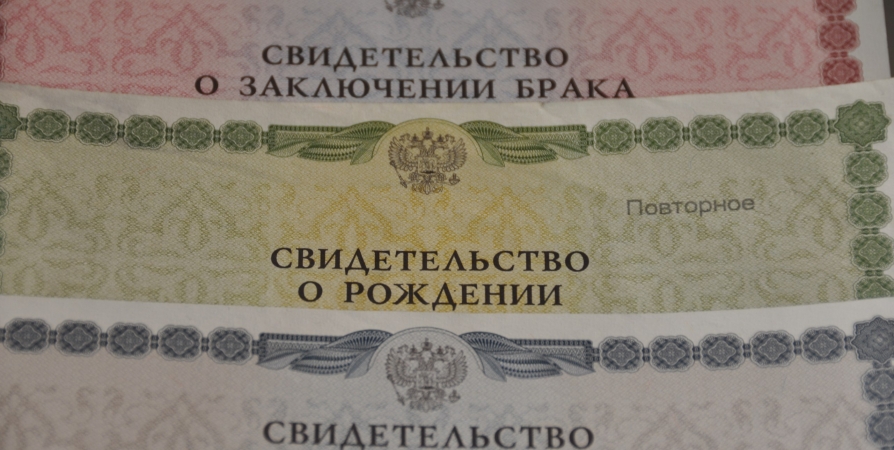 СВИДЕТЕЛЬСТВО
О ЗАКЛЮЧЕНИИ БРАКА
Повторное
СВИДЕТЕЛЬСТВО
О РОЖДЕНИИ
СВИДЕТЕЛЬСТВО